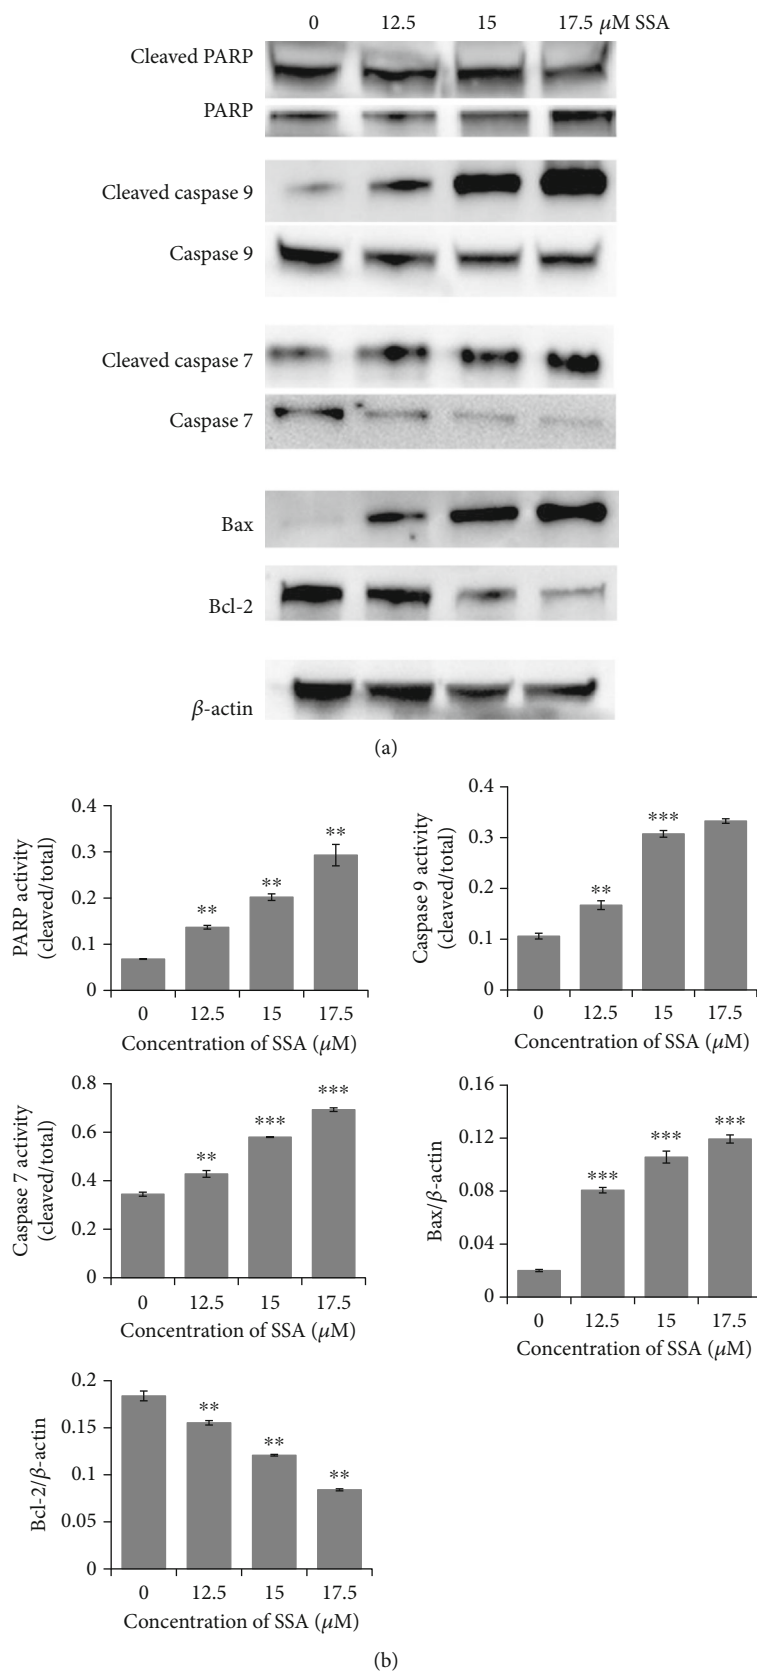 0 12.5 15 17.5 μM SSA
Cleaved PARP
PARP
Cleaved caspase 9
Caspase 9
Cleaved caspase 7
Caspase 7
Bax
Bcl-2
β-actin
(a)
PARP activity
(cleaved/total)
0.4
0.3
0.2
0.1
0
** ** **
0 12.5 15 17.5
Concentration of SSA (μM)
Caspase 9 activity
(cleaved/total)
0.4
0.3
0.2
0.1
0
** ***
0 12.5 15 17.5
Concentration of SSA (μM)
Caspase 7 activity
(cleaved/total)
0.8
0.6
0.4
0.2
0
** *** ***
0 12.5 15 17.5
Concentration of SSA (μM)
Bax/β-actin
0.16
0.12
0.08
0.04
0
*** *** ***
0 12.5 15 17.5
Concentration of SSA (μM)
Bcl-2/β-actin
0.2
0.15
0.1
0.05
0
** ** **
0 12.5 15 17.5
Concentration of SSA (μM)
(b)